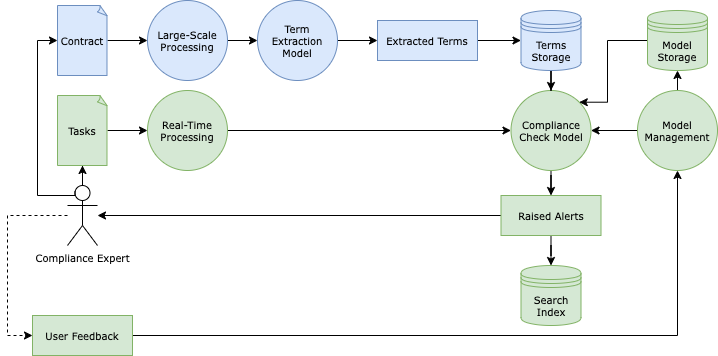 Contract
Large-Scale
Processing
Term
Extraction
Model
Extracted Terms
Terms
Storage
Model
Storage
Tasks
Real-Time
Processing
Compliance
Check Model
Model
Management
Raised Alerts
Compliance Expert
Search
Index
User Feedback